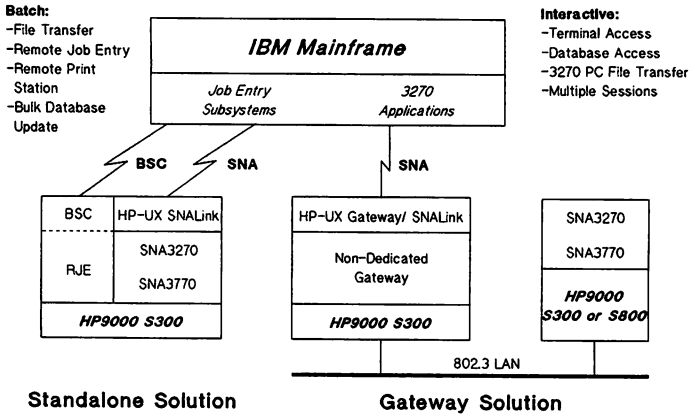 Batch:
-File Transfer
-Remote Job Entry
-Remote Print
Station
-Bulk Database
Update
IBM Mainframe
Job Entry
Subsystems
3270
Applications
Interactive:
-Terminal Access
-Database Access
-3270 PC File Transfer
-Multiple Sessions
BSC
SNA
SNA
BSC
HP-UX SNALink
RJE
SNA3270
SNA3770
HP9000 S300
HP-UX Gateway/ SNALink
Non-Dedicated
Gateway
HP9000 S300
SNA3270
SNA3770
HP9000
S300 or S800
802.3 LAN
Standalone Solution
Gateway Solution